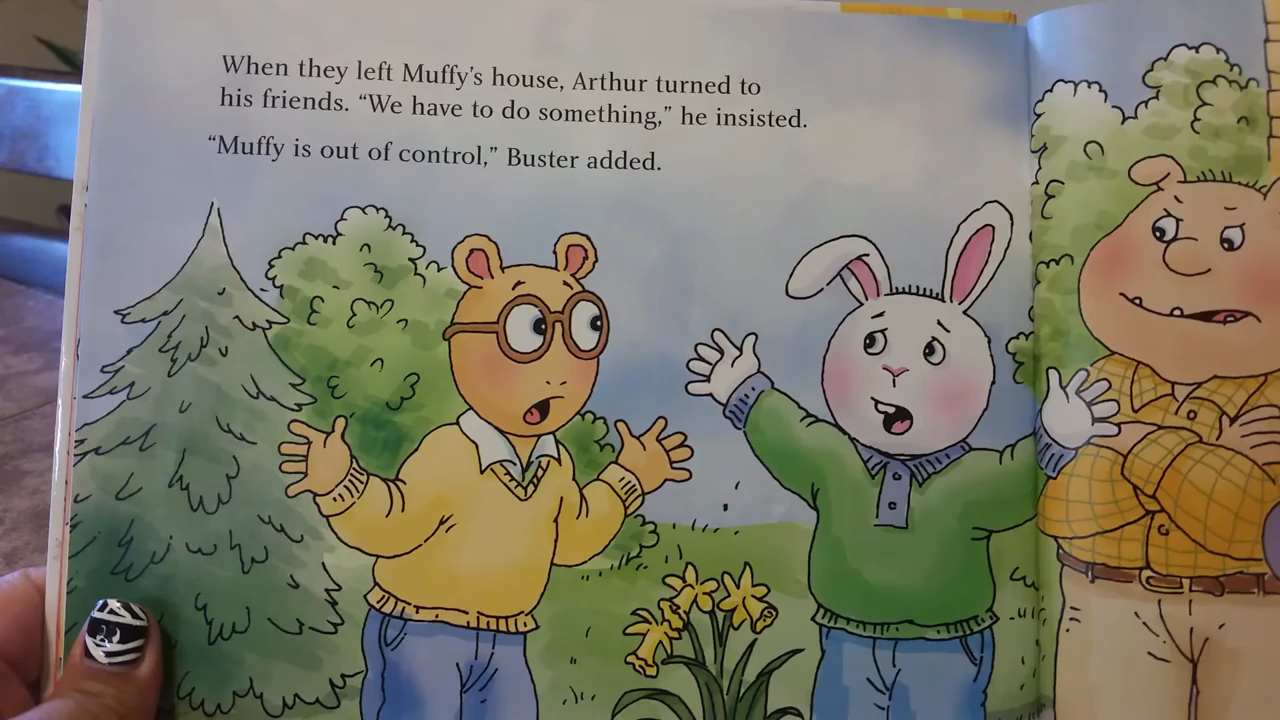 When they left Muffy's house, Arthur turned to
his friends. “We have to do something,” he insisted.
“Muffy is out of control,” Buster added.